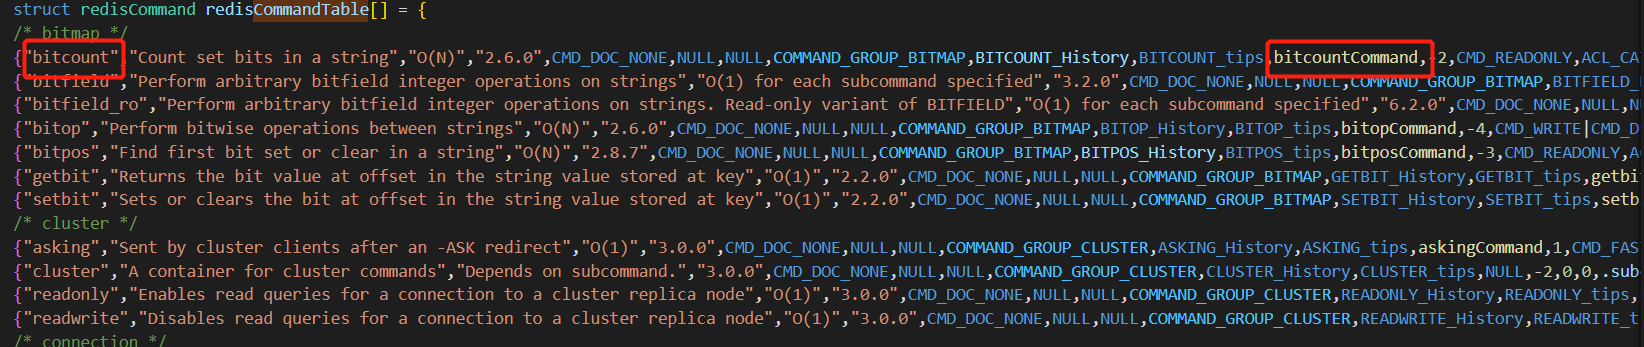 struct redisCommand redisCommandTable[] = {
/* bitmap */
{"bitcount","Count set bits in a string","O(N)","2.6.0",CMD_DOC_NONE,NULL,NULL,COMMAND_GROUP_BITMAP,BITCOUNT_History,BITCOUNT_tips,bitcountCommand,-2,CMD_READONLY,ACL_CA
{"bitfield","Perform arbitrary bitfield integer operations on strings","O(1) for each subcommand specified","3.2.0",CMD_DOC_NONE,NULL,NULL,COMMAND_GROUP_BITMAP,BITFIELD_
{"bitfield_ro","Perform arbitrary bitfield integer operations on strings. Read-only variant of BITFIELD","O(1) for each subcommand specified","6.2.0",CMD_DOC_NONE,NULL,N
{"bitop","Perform bitwise operations between strings","O(N)","2.6.0",CMD_DOC_NONE,NULL,NULL,COMMAND_GROUP_BITMAP,BITOP_History,BITOP_tips,bitopCommand,-4,CMD_WRITE|CMD_D
{"bitpos","Find first bit set or clear in a string","O(N)","2.8.7",CMD_DOC_NONE,NULL,NULL,COMMAND_GROUP_BITMAP,BITPOS_History,BITPOS_tips,bitposCommand,-3,CMD_READONLY,A
{"getbit","Returns the bit value at offset in the string value stored at key","O(1)","2.2.0",CMD_DOC_NONE,NULL,NULL,COMMAND_GROUP_BITMAP,GETBIT_History,GETBIT_tips,getbi
{"setbit","Sets or clears the bit at offset in the string value stored at key","O(1)","2.2.0",CMD_DOC_NONE,NULL,NULL,COMMAND_GROUP_BITMAP,SETBIT_History,SETBIT_tips,setb
/* cluster */
{"asking","Sent by cluster clients after an -ASK redirect","O(1)","3.0.0",CMD_DOC_NONE,NULL,NULL,COMMAND_GROUP_CLUSTER,ASKING_History,ASKING_tips,askingCommand,1,CMD_FAS
{"cluster","A container for cluster commands","Depends on subcommand.","3.0.0",CMD_DOC_NONE,NULL,NULL,COMMAND_GROUP_CLUSTER,CLUSTER_History,CLUSTER_tips,NULL,-2,0,0,.sub
{"readonly","Enables read queries for a connection to a cluster replica node","O(1)","3.0.0",CMD_DOC_NONE,NULL,NULL,COMMAND_GROUP_CLUSTER,READONLY_History,READONLY_tips,
{"readwrite","Disables read queries for a connection to a cluster replica node","O(1)","3.0.0",CMD_DOC_NONE,NULL,NULL,COMMAND_GROUP_CLUSTER,READWRITE_History,READWRITE_t
/* connection */